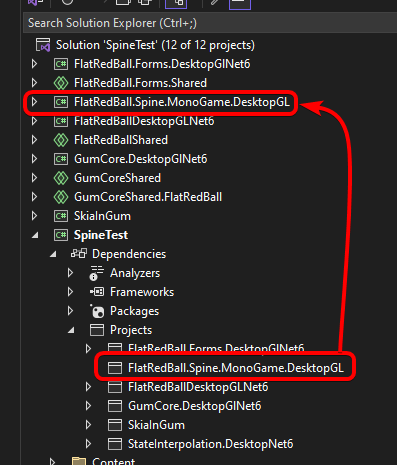 Search Solution Explorer (Ctrl+;)
Solution 'SpineTest' (12 of 12 projects)
FlatRedBall.Forms.DesktopGlNet6
FlatRedBall.Forms.Shared
FlatRedBall.Spine.MonoGame.DesktopGL
FlatRedBallDesktopGLNet6
FlatRedBallShared
GumCore.DesktopGlNet6
GumCoreShared
GumCoreShared.FlatRedBall
SkiaInGum
SpineTest
Dependencies
Analyzers
Frameworks
Packages
Projects
FlatRedBall.Forms.DesktopGlNet6
FlatRedBall.Spine.MonoGame.DesktopGL
FlatRedBallDesktopGLNet6
GumCore.DesktopGlNet6
SkiaInGum
StateInterpolation.DesktopNet6
Content